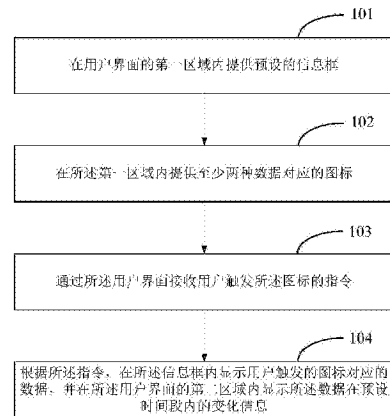 101
在用户界面的第一区域内提供预设的信息框
102
在所述第一区域内提供至少两种数据对应的图标
103
通过所述用户界面接收用户触发所述图标的指令
104
根据所述指令，在所述信息框内显示用户触发的图标对应的
数据，并在所述用户界面的第二区域内显示所述数据在预设
时间段内的变化信息